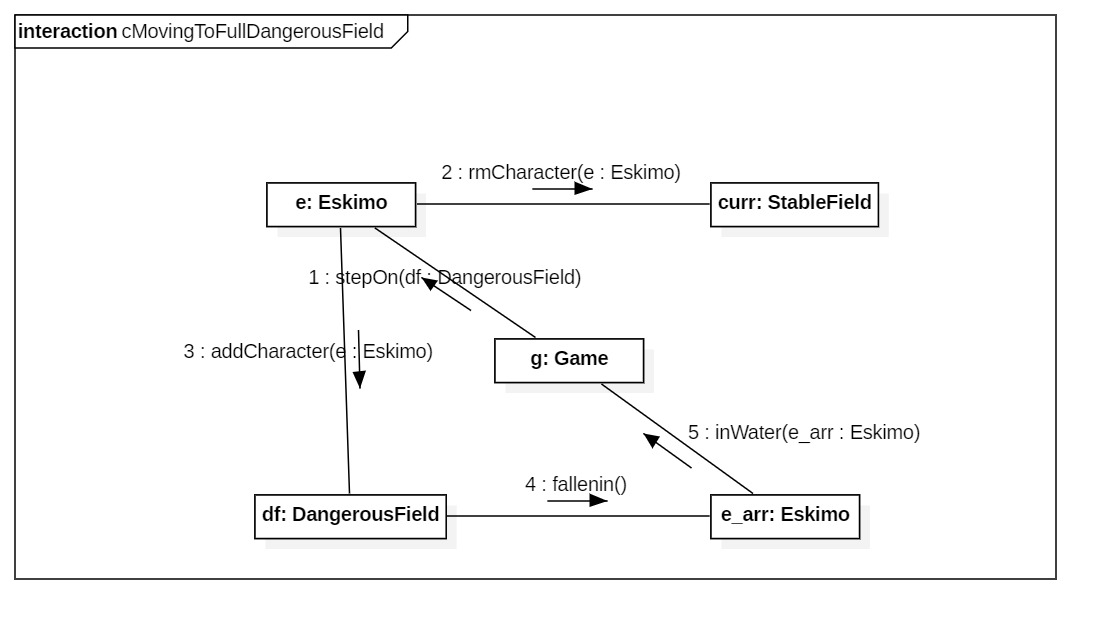 interaction cMovingToFullDangerousField
2 : rmCharacter(e : Eskimo)
e: Eskimo
curr: StableField
1 : stepOn(df : DangerousField)
3 : addCharacter(e : Eskimo)
g: Game
5 : inWater(e_arr : Eskimo)
4 : fallenin()
df: DangerousField
e_arr: Eskimo